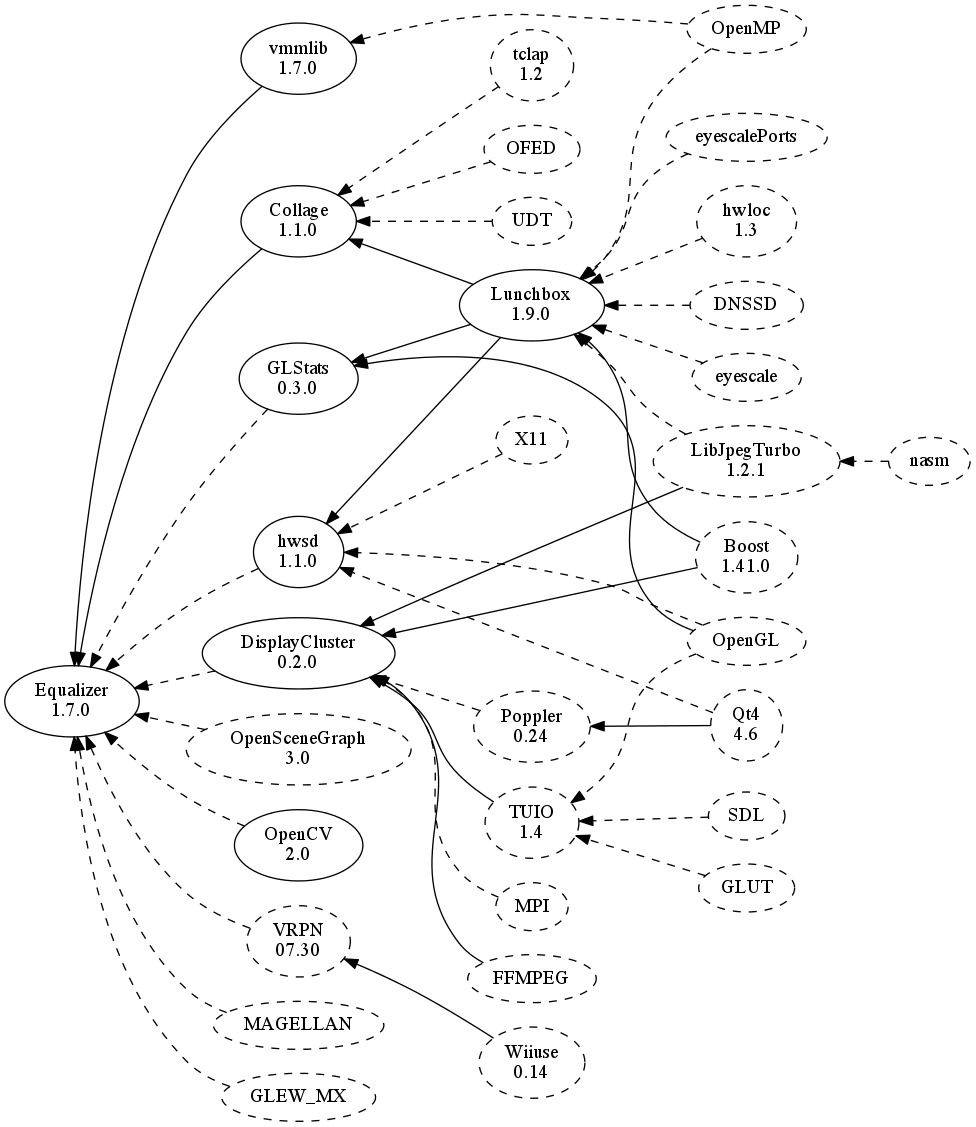 OpenMP
vmmlib
1.7.0
tclap
1.2
eyescalePorts
OFED
Collage
1.1.0
UDT
hwloc
1.3
Lunchbox
1.9.0
DNSSD
GLStats
0.3.0
eyescale
X11
LibJpegTurbo
1.2.1
nasm
hwsd
1.1.0
Boost
1.41.0
DisplayCluster
0.2.0
OpenGL
Equalizer
1.7.0
Poppler
0.24
Qt4
4.6
OpenSceneGraph
3.0
TUIO
1.4
SDL
OpenCV
2.0
GLUT
MPI
VRPN
07.30
FFMPEG
MAGELLAN
Wiiuse
0.14
GLEW_MX